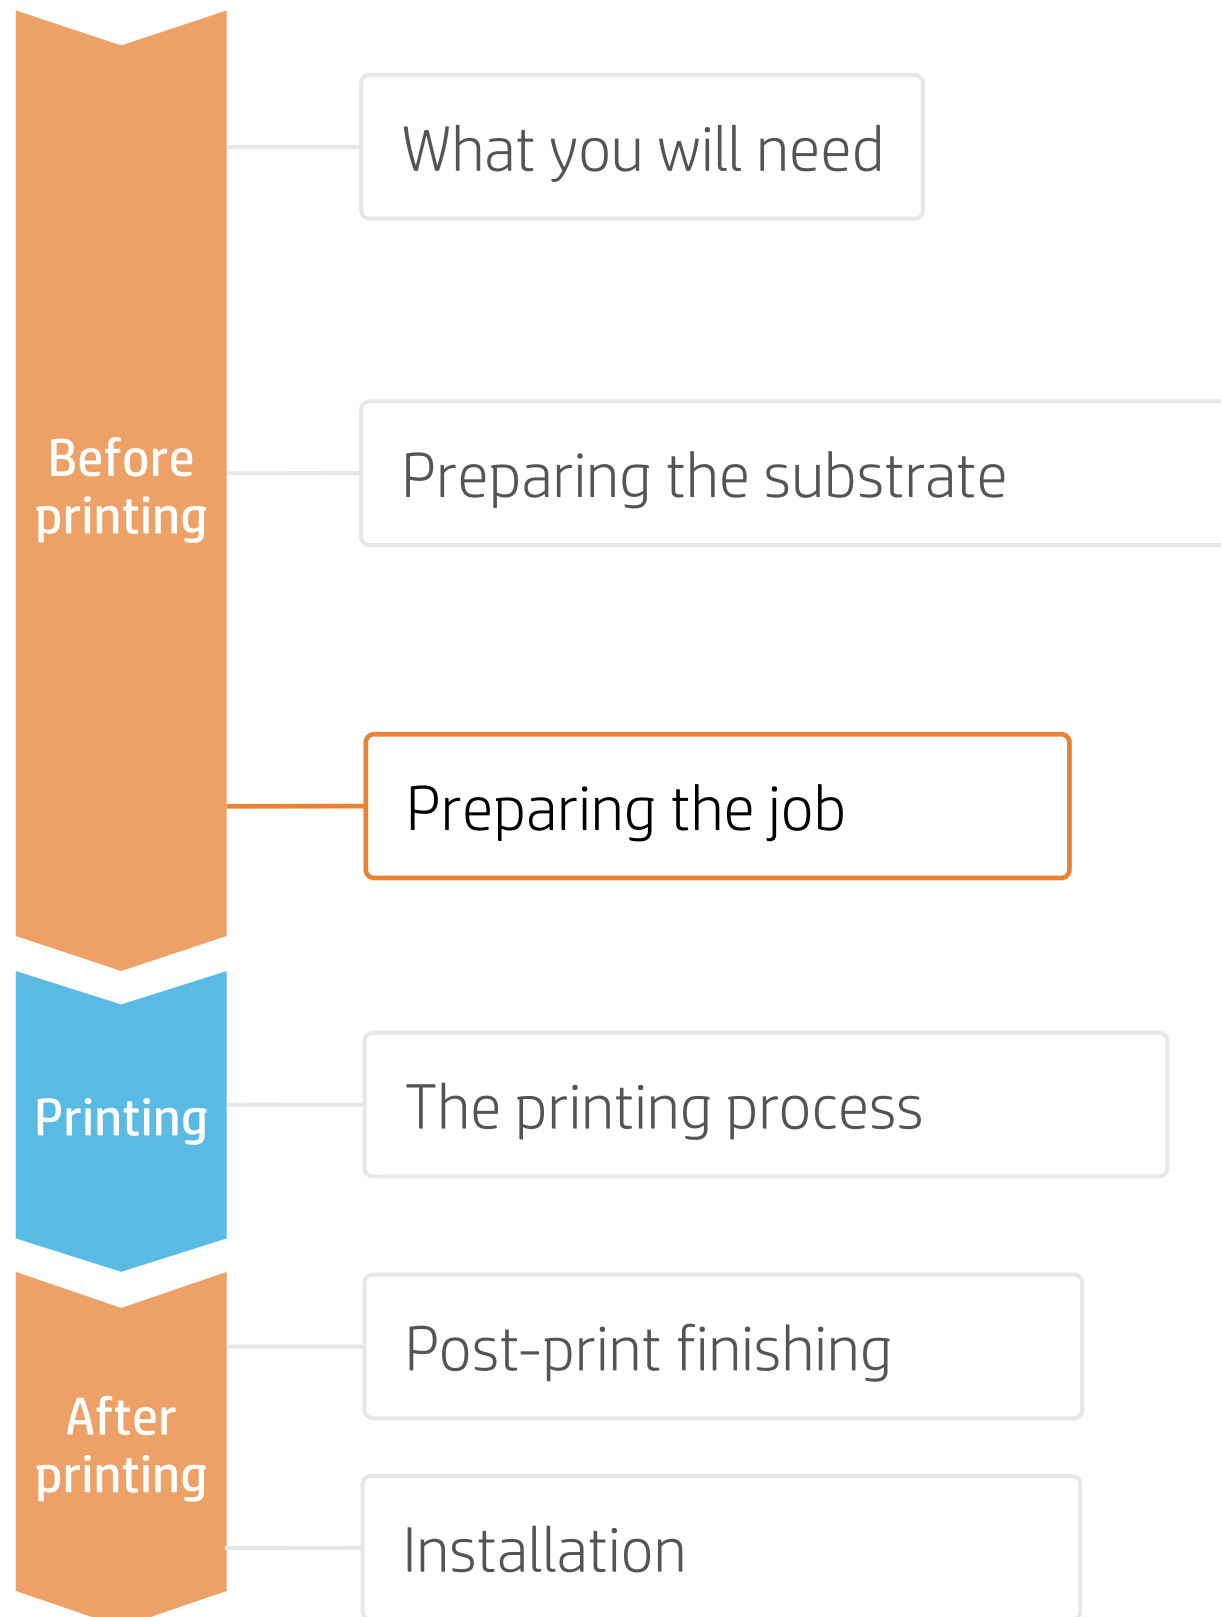 What you will need
Before
printing
Preparing the substrate
Preparing the job
Printing
The printing process
After
printing
Post-print finishing
Installation